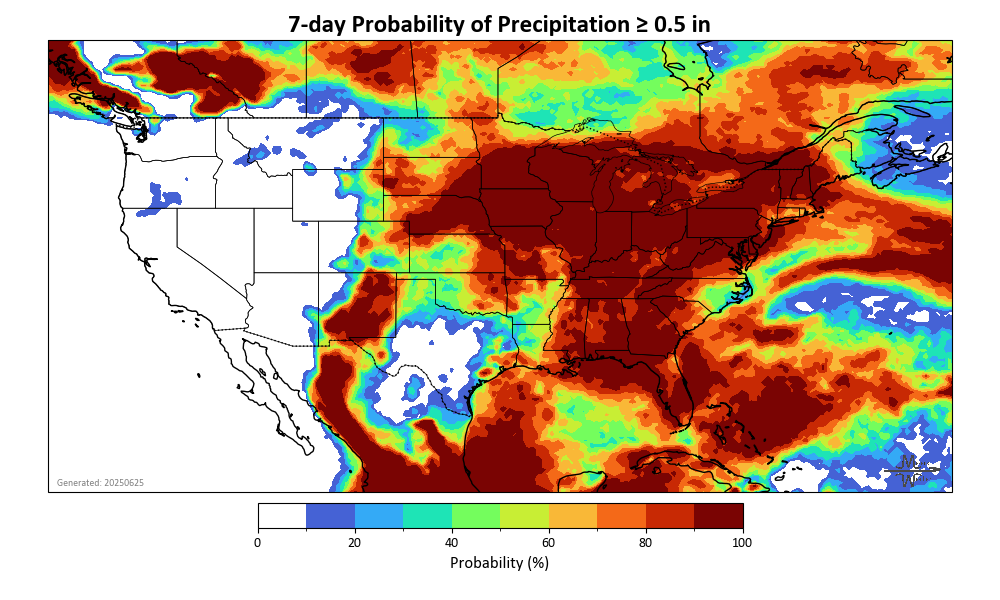 7-day Probability of Precipitation ≥ 0.5 in
Generated: 20250625
0 20 40 60 80 100
Probability (%)